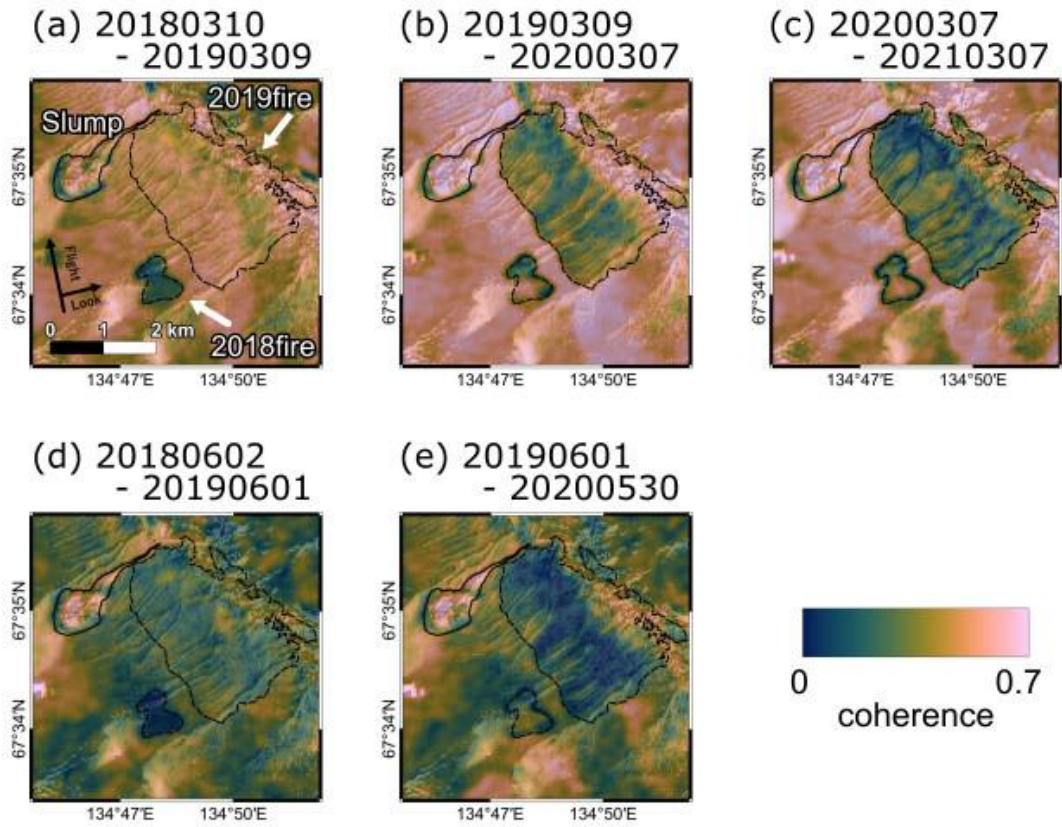 (a) 20180310
- 20190309
(b) 20190309
- 20200307
(c) 20200307
- 20210307
2019fire
Slump
67°35′N
67°34′N
Flight
Look
0 1 2 km
2018fire
134°47′E 134°50′E
67°35′N
67°34′N
134°47′E 134°50′E
67°35′N
67°34′N
134°47′E 134°50′E
(d) 20180602
- 20190601
(e) 20190601
- 20200530
67°35′N
67°34′N
134°47′E 134°50′E
67°35′N
67°34′N
134°47′E 134°50′E
0 0.7
coherence